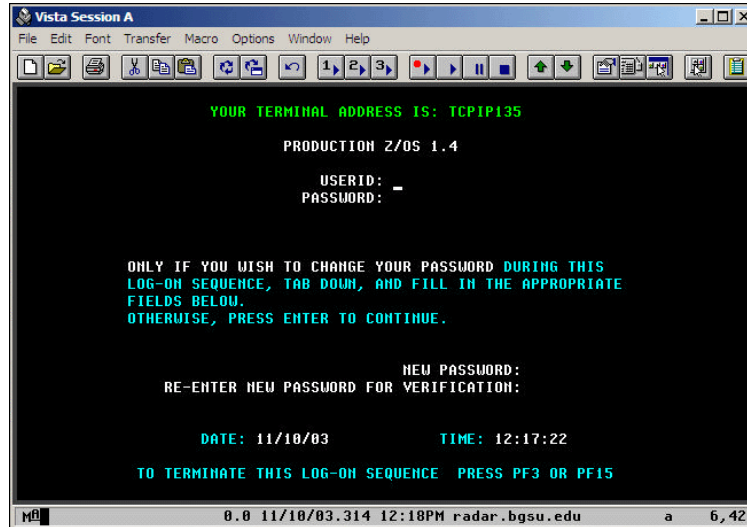 Vista Session A
File Edit Font Transfer Macro Options Window Help
1 2 3
YOUR TERMINAL ADDRESS IS: TCPIP135
PRODUCTION Z/OS 1.4
USERID: _
PASSWORD:
ONLY IF YOU WISH TO CHANGE YOUR PASSWORD DURING THIS
LOG-ON SEQUENCE, TAB DOWN, AND FILL IN THE APPROPRIATE
FIELDS BELOW.
OTHERWISE, PRESS ENTER TO CONTINUE.
NEW PASSWORD:
RE-ENTER NEW PASSWORD FOR VERIFICATION:
DATE: 11/10/03 TIME: 12:17:22
TO TERMINATE THIS LOG-ON SEQUENCE PRESS PF3 OR PF15
MA 0.0 11/10/03.314 12:18PM radar.bgsu.edu a 6,42